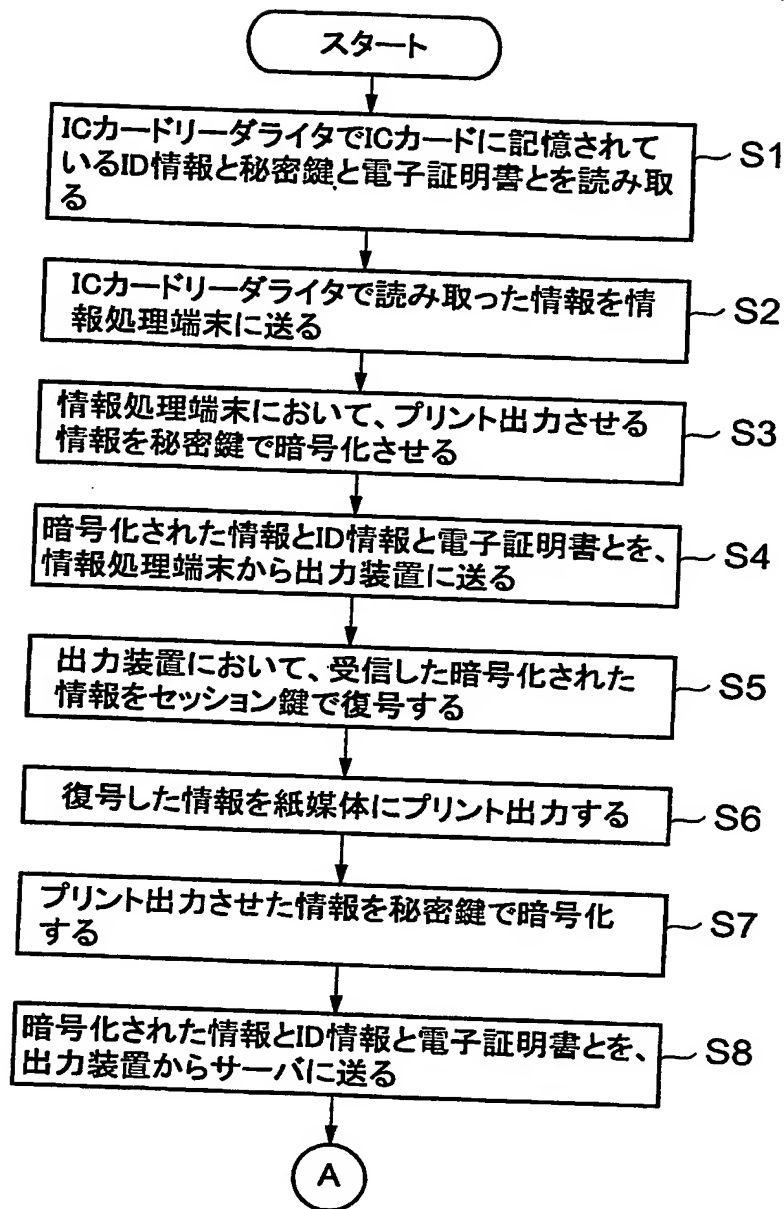 スタート
ICカードリーダライタでICカードに記憶されて
いるID情報と秘密鍵と電子証明書とを読み取
る
S1
ICカードリーダライタで読み取った情報を情
報処理端末に送る
S2
情報処理端末において、プリント出力させる
情報を秘密鍵で暗号化させる
S3
暗号化された情報とID情報と電子証明書とを、
情報処理端末から出力装置に送る
S4
出力装置において、受信した暗号化された
情報をセッション鍵で復号する
S5
復号した情報を紙媒体にプリント出力する
S6
プリント出力させた情報を秘密鍵で暗号化
する
S7
暗号化された情報とID情報と電子証明書とを、
出力装置からサーバに送る
S8
A